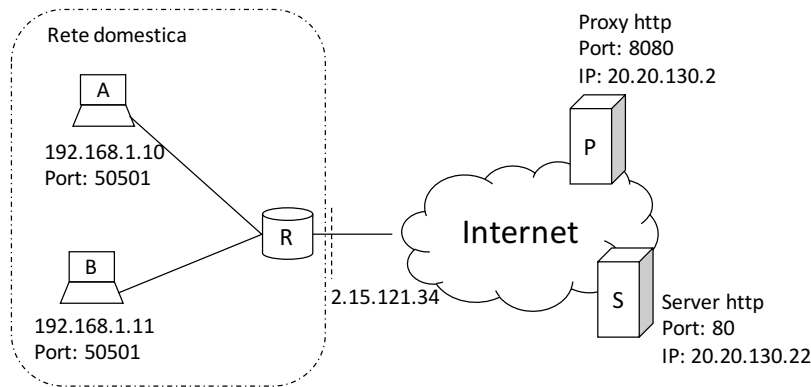 Rete domestica
A
192.168.1.10
Port: 50501
B
192.168.1.11
Port: 50501
R
2.15.121.34
Internet
Proxy http
Port: 8080
IP: 20.20.130.2
P
S
Server http
Port: 80
IP: 20.20.130.22